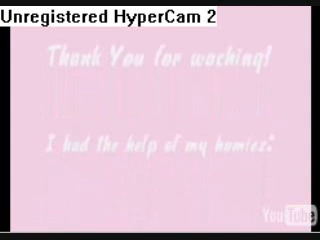 Unregistered HyperCam 2
Thank You for waching!
I had the help of my homiez:
YouTube